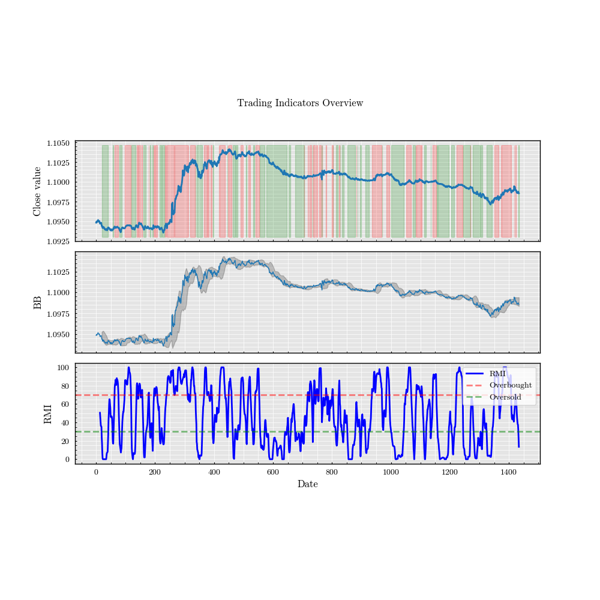 Trading Indicators Overview
1.1050
1.1025
1.1000
1.0975
1.0950
1.0925
Close value
1.1025
1.1000
1.0975
1.0950
BB
100
80
60
40
20
0
RMI
RMI
Overbought
Oversold
0 200 400 600 800 1000 1200 1400
Date